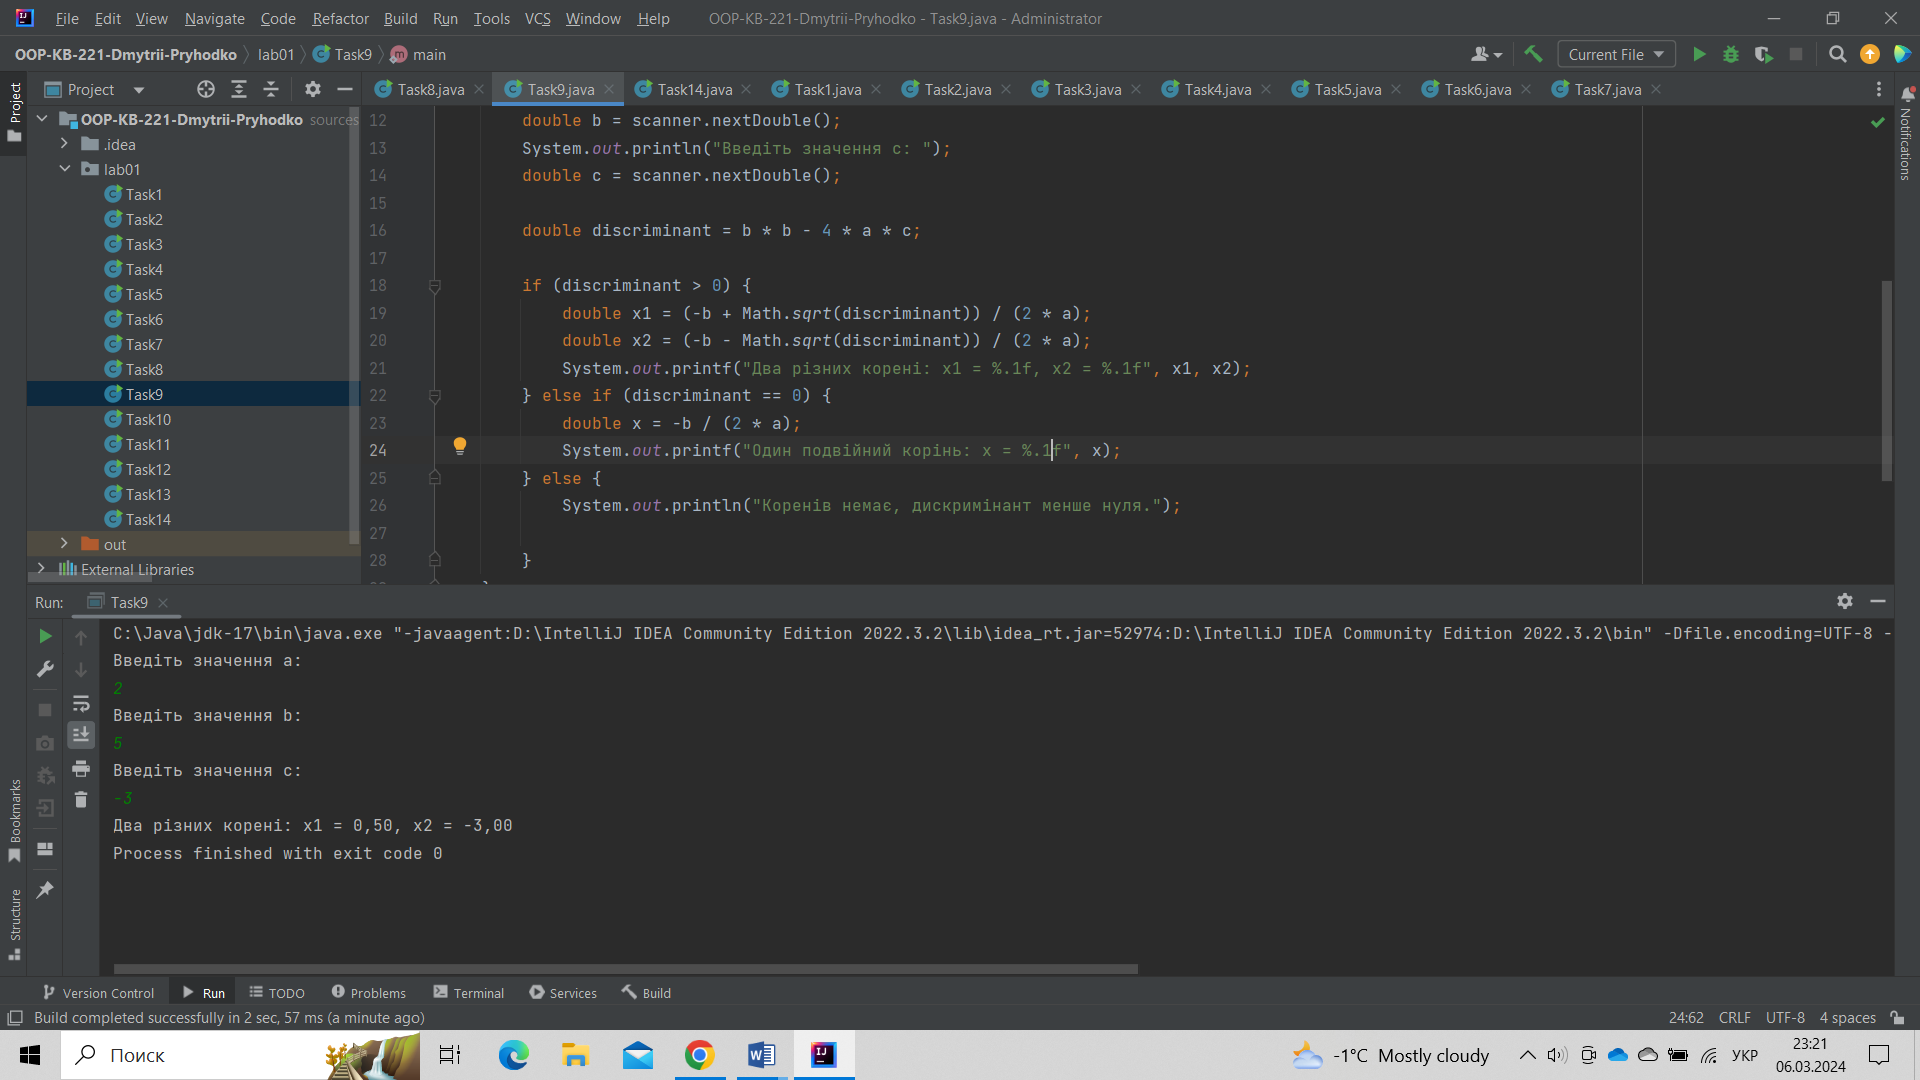 File Edit View Navigate Code Refactor Build Run Tools VCS Window Help OOP-KB-221-Dmytrii-Pryhodko - Task9.java - Administrator
OOP-KB-221-Dmytrii-Pryhodko lab01 Task9 main Current File
Project Task8.java Task9.java Task14.java Task1.java Task2.java Task3.java Task4.java Task5.java Task6.java Task7.java
Project
Notifications
OOP-KB-221-Dmytrii-Pryhodko sources
.idea
lab01
Task1
Task2
Task3
Task4
Task5
Task6
Task7
Task8
Task9
Task10
Task11
Task12
Task13
Task14
out
External Libraries
12 double b = scanner.nextDouble();
13 System.out.println("Введіть значення c: ");
14 double c = scanner.nextDouble();
15
16 double discriminant = b * b - 4 * a * c;
17
18 if (discriminant > 0) {
19 double x1 = (-b + Math.sqrt(discriminant)) / (2 * a);
20 double x2 = (-b - Math.sqrt(discriminant)) / (2 * a);
21 System.out.printf("Два різних корені: x1 = %.1f, x2 = %.1f", x1, x2);
22 } else if (discriminant == 0) {
23 double x = -b / (2 * a);
24 System.out.printf("Один подвійний корінь: x = %.1f", x);
25 } else {
26 System.out.println("Коренів немає, дискримінант менше нуля.");
27
28 }
Run: Task9
C:\Java\jdk-17\bin\java.exe "-javaagent:D:\IntelliJ IDEA Community Edition 2022.3.2\lib\idea_rt.jar=52974:D:\IntelliJ IDEA Community Edition 2022.3.2\bin" -Dfile.encoding=UTF-8 -
Введіть значення a:
2
Введіть значення b:
5
Введіть значення c:
-3
Два різних корені: x1 = 0,50, x2 = -3,00
Process finished with exit code 0
Bookmarks
Structure
Version Control Run TODO Problems Terminal Services Build
Build completed successfully in 2 sec, 57 ms (a minute ago) 24:62 CRLF UTF-8 4 spaces
Поиск -1°C Mostly cloudy УКР 23:21
06.03.2024